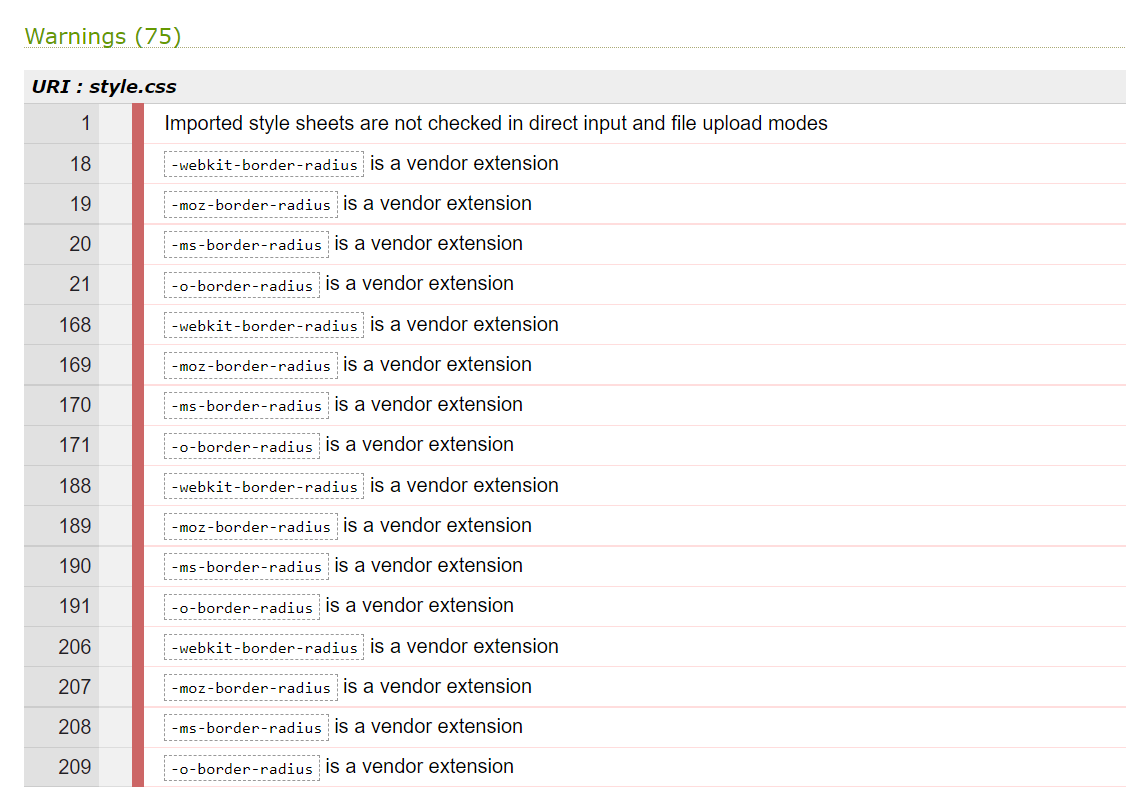 Warnings (75)
URI : style.css
1 Imported style sheets are not checked in direct input and file upload modes
18 -webkit-border-radius is a vendor extension
19 -moz-border-radius is a vendor extension
20 -ms-border-radius is a vendor extension
21 -o-border-radius is a vendor extension
168 -webkit-border-radius is a vendor extension
169 -moz-border-radius is a vendor extension
170 -ms-border-radius is a vendor extension
171 -o-border-radius is a vendor extension
188 -webkit-border-radius is a vendor extension
189 -moz-border-radius is a vendor extension
190 -ms-border-radius is a vendor extension
191 -o-border-radius is a vendor extension
206 -webkit-border-radius is a vendor extension
207 -moz-border-radius is a vendor extension
208 -ms-border-radius is a vendor extension
209 -o-border-radius is a vendor extension